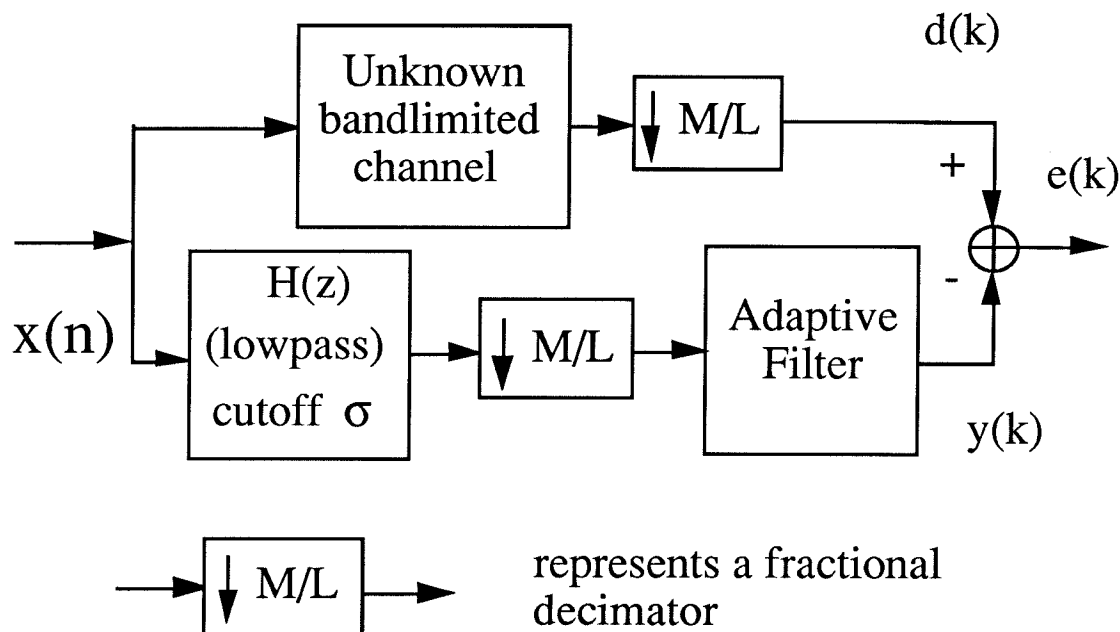 d(k)
Unknown
bandlimited
channel
M/L
+
e(k)
x(n)
H(z)
(lowpass)
cutoff σ
M/L
Adaptive
Filter
-
y(k)
M/L
represents a fractional
decimator